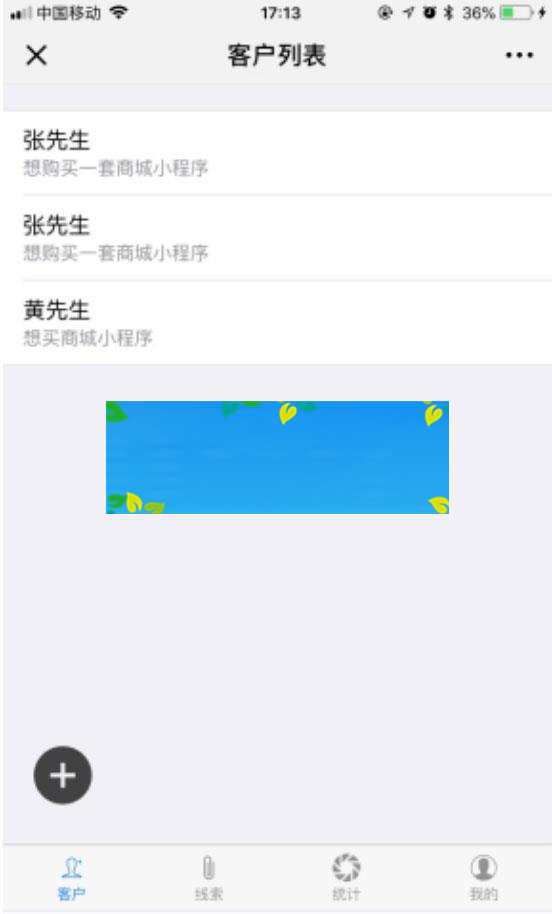 中国移动 17:13 36%
客户列表
张先生
想购买一套商城小程序
张先生
想购买一套商城小程序
黄先生
想买商城小程序
客户 线索 统计 我的